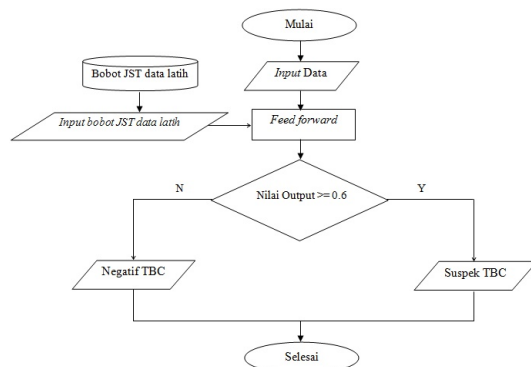 Mulai
Bobot JST data latih
Input Data
Input bobot JST data latih
Feed forward
Nilai Output >= 0.6
N
Y
Negatif TBC
Suspek TBC
Selesai